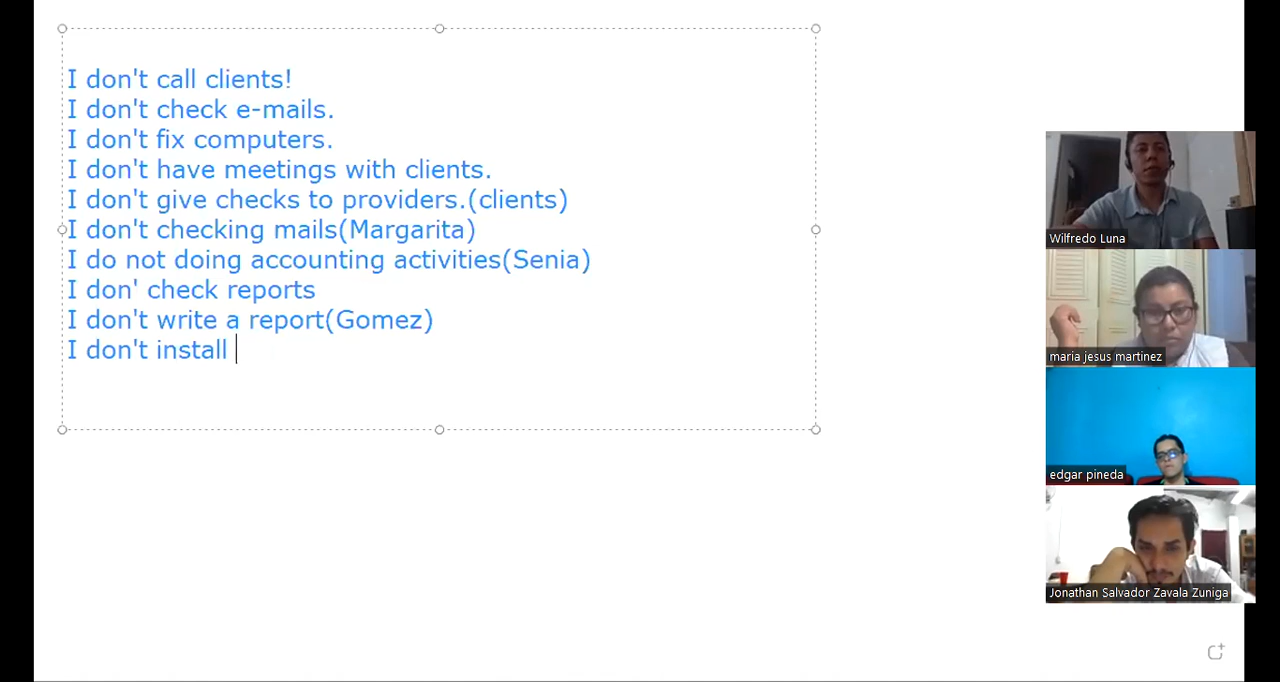 I don't call clients!
I don't check e-mails.
I don't fix computers.
I don't have meetings with clients.
I don't give checks to providers.(clients)
I don't checking mails(Margarita)
I do not doing accounting activities(Senia)
I don' check reports
I don't write a report(Gomez)
I don't install
Wilfredo Luna
maria jesus martinez
edgar pineda
Jonathan Salvador Zavala Zuniga